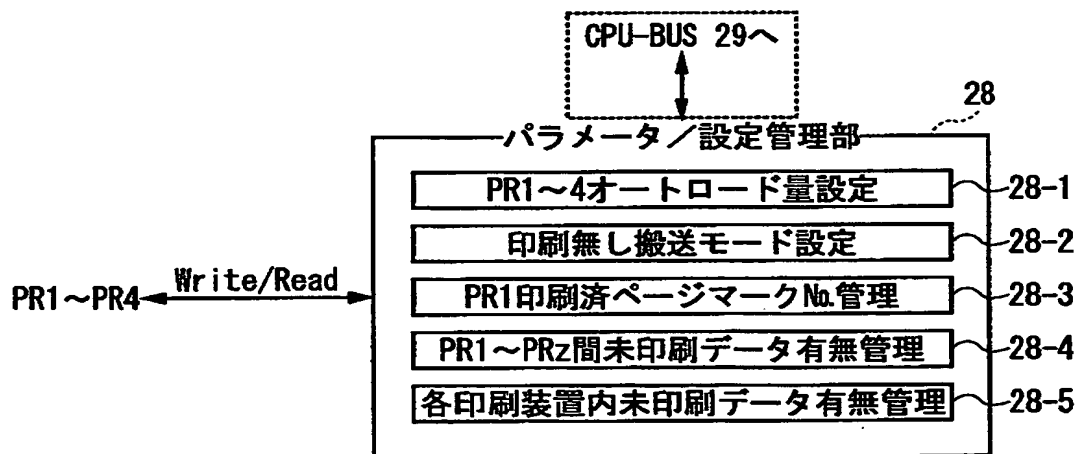 CPU-BUS 29へ
28
パラメータ／設定管理部
PR1～4オートロード量設定
28-1
印刷無し搬送モード設定
28-2
PR1～PR4
Write/Read
PR1印刷済ページマーク№管理
28-3
PR1～PRz間未印刷データ有無管理
28-4
各印刷装置内未印刷データ有無管理
28-5